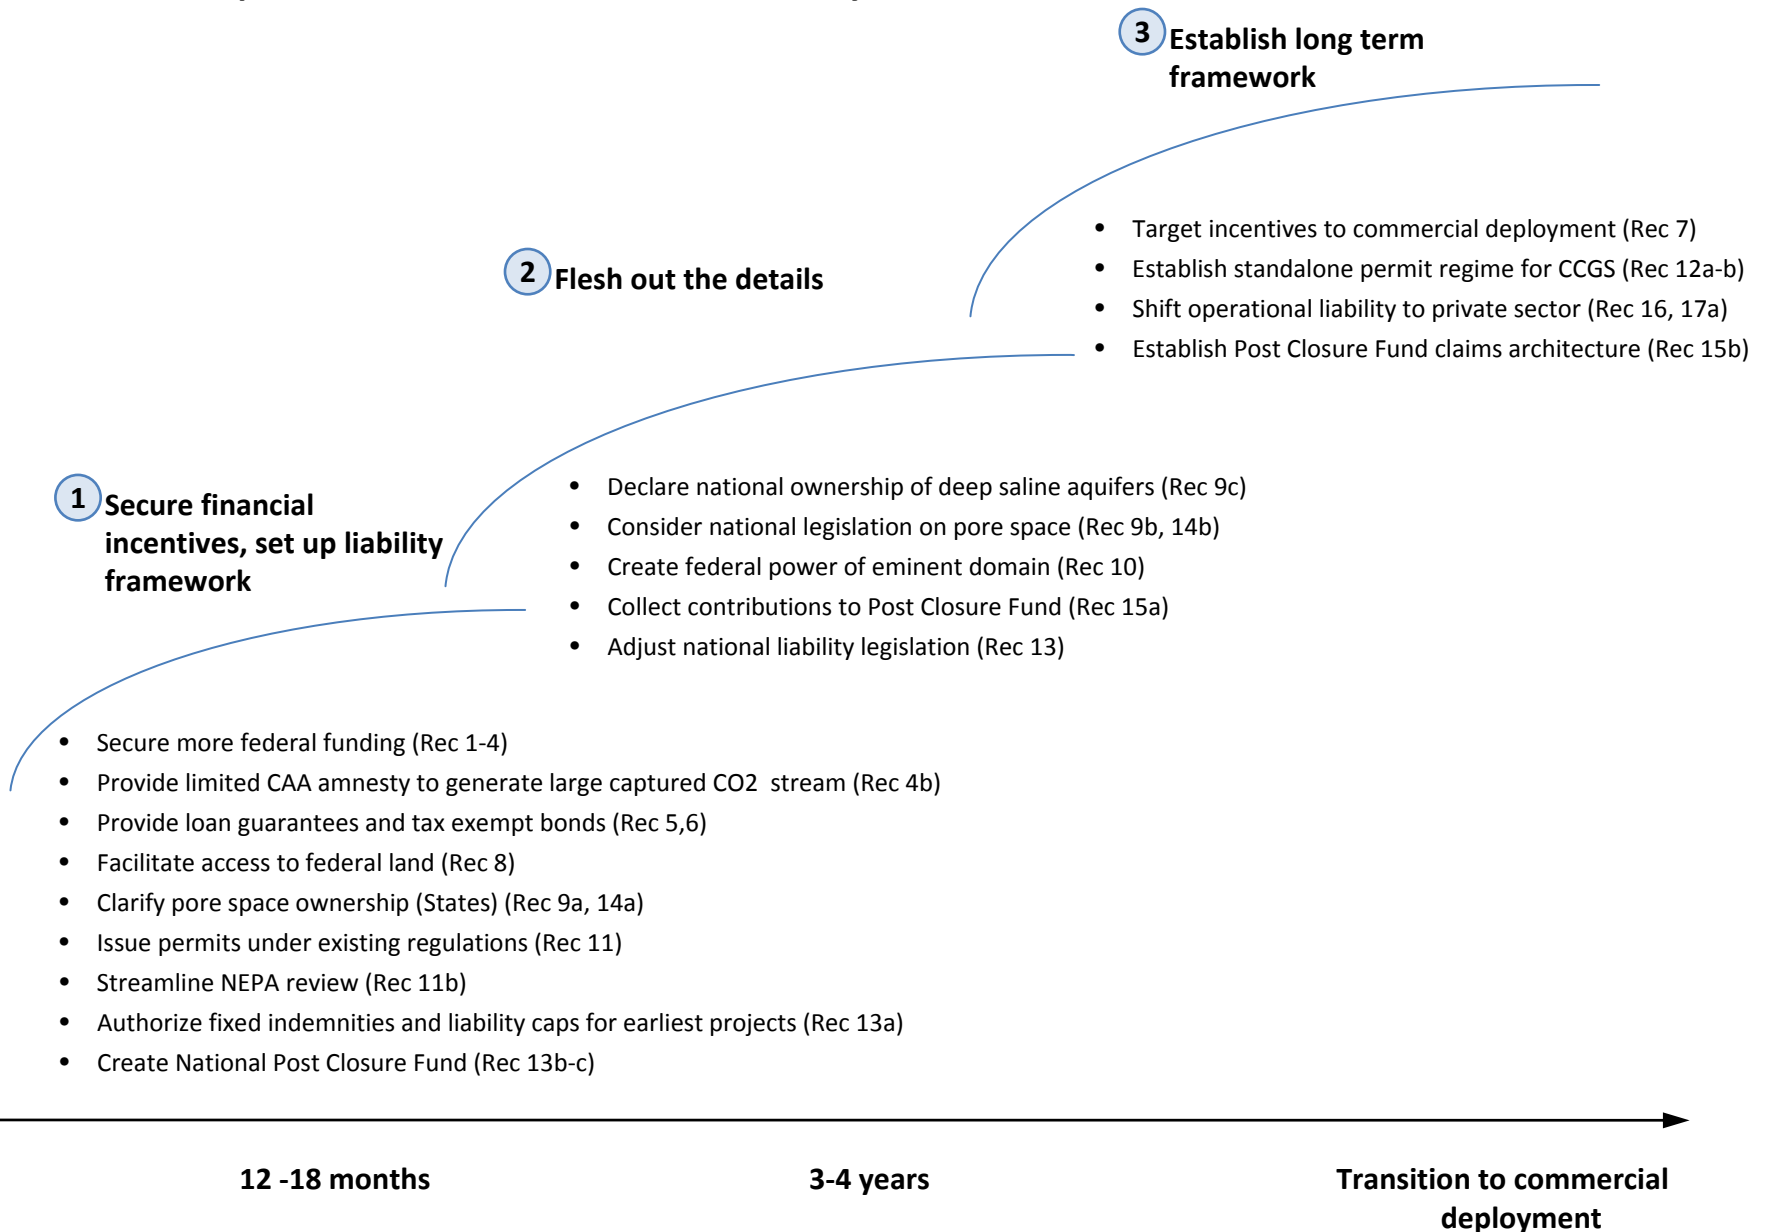 3
Establish long term
framework
• Target incentives to commercial deployment (Rec 7)
• Establish standalone permit regime for CCGS (Rec 12a-b)
• Shift operational liability to private sector (Rec 16, 17a)
• Establish Post Closure Fund claims architecture (Rec 15b)
2
Flesh out the details
• Declare national ownership of deep saline aquifers (Rec 9c)
• Consider national legislation on pore space (Rec 9b, 14b)
• Create federal power of eminent domain (Rec 10)
• Collect contributions to Post Closure Fund (Rec 15a)
• Adjust national liability legislation (Rec 13)
1
Secure financial
incentives, set up liability
framework
• Secure more federal funding (Rec 1-4)
• Provide limited CAA amnesty to generate large captured CO2  stream (Rec 4b)
• Provide loan guarantees and tax exempt bonds (Rec 5,6)
• Facilitate access to federal land (Rec 8)
• Clarify pore space ownership (States) (Rec 9a, 14a)
• Issue permits under existing regulations (Rec 11)
• Streamline NEPA review (Rec 11b)
• Authorize fixed indemnities and liability caps for earliest projects (Rec 13a)
• Create National Post Closure Fund (Rec 13b-c)
12 -18 months
3-4 years
Transition to commercial
deployment